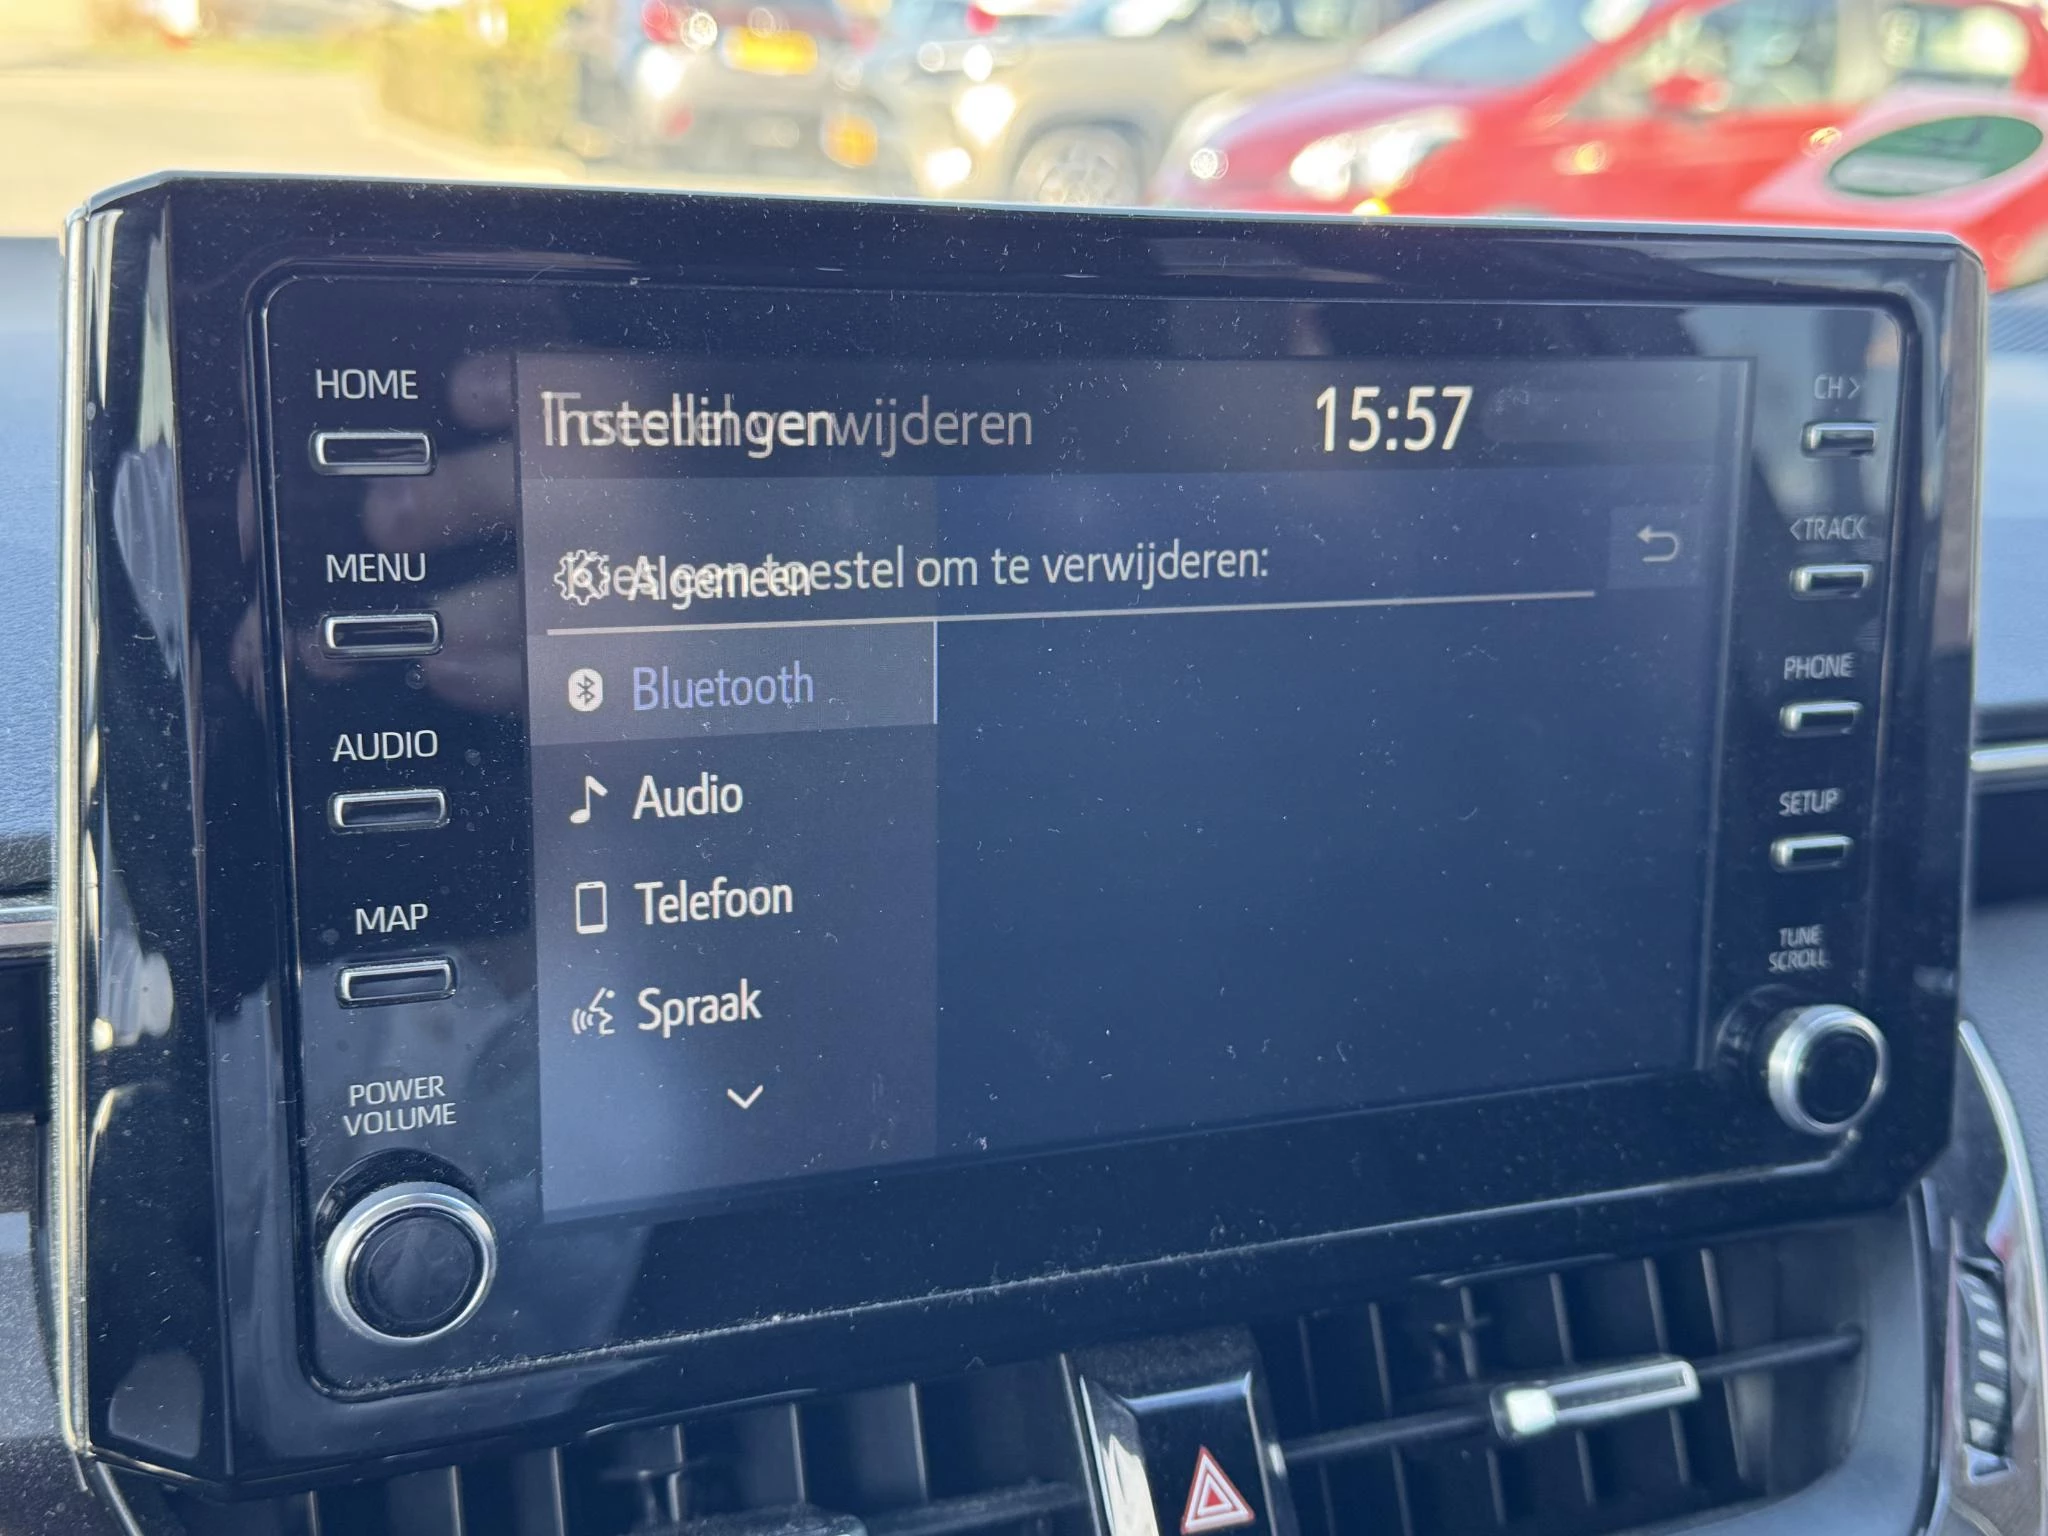 HOME
MENU
AUDIO
MAP
POWER
VOLUME
Instellingen
Toestel verwijderen
15:57
Algemeen
Kies een toestel om te verwijderen:
Bluetooth
Audio
Telefoon
Spraak
CH >
< TRACK
PHONE
SETUP
TUNE
SCROLL